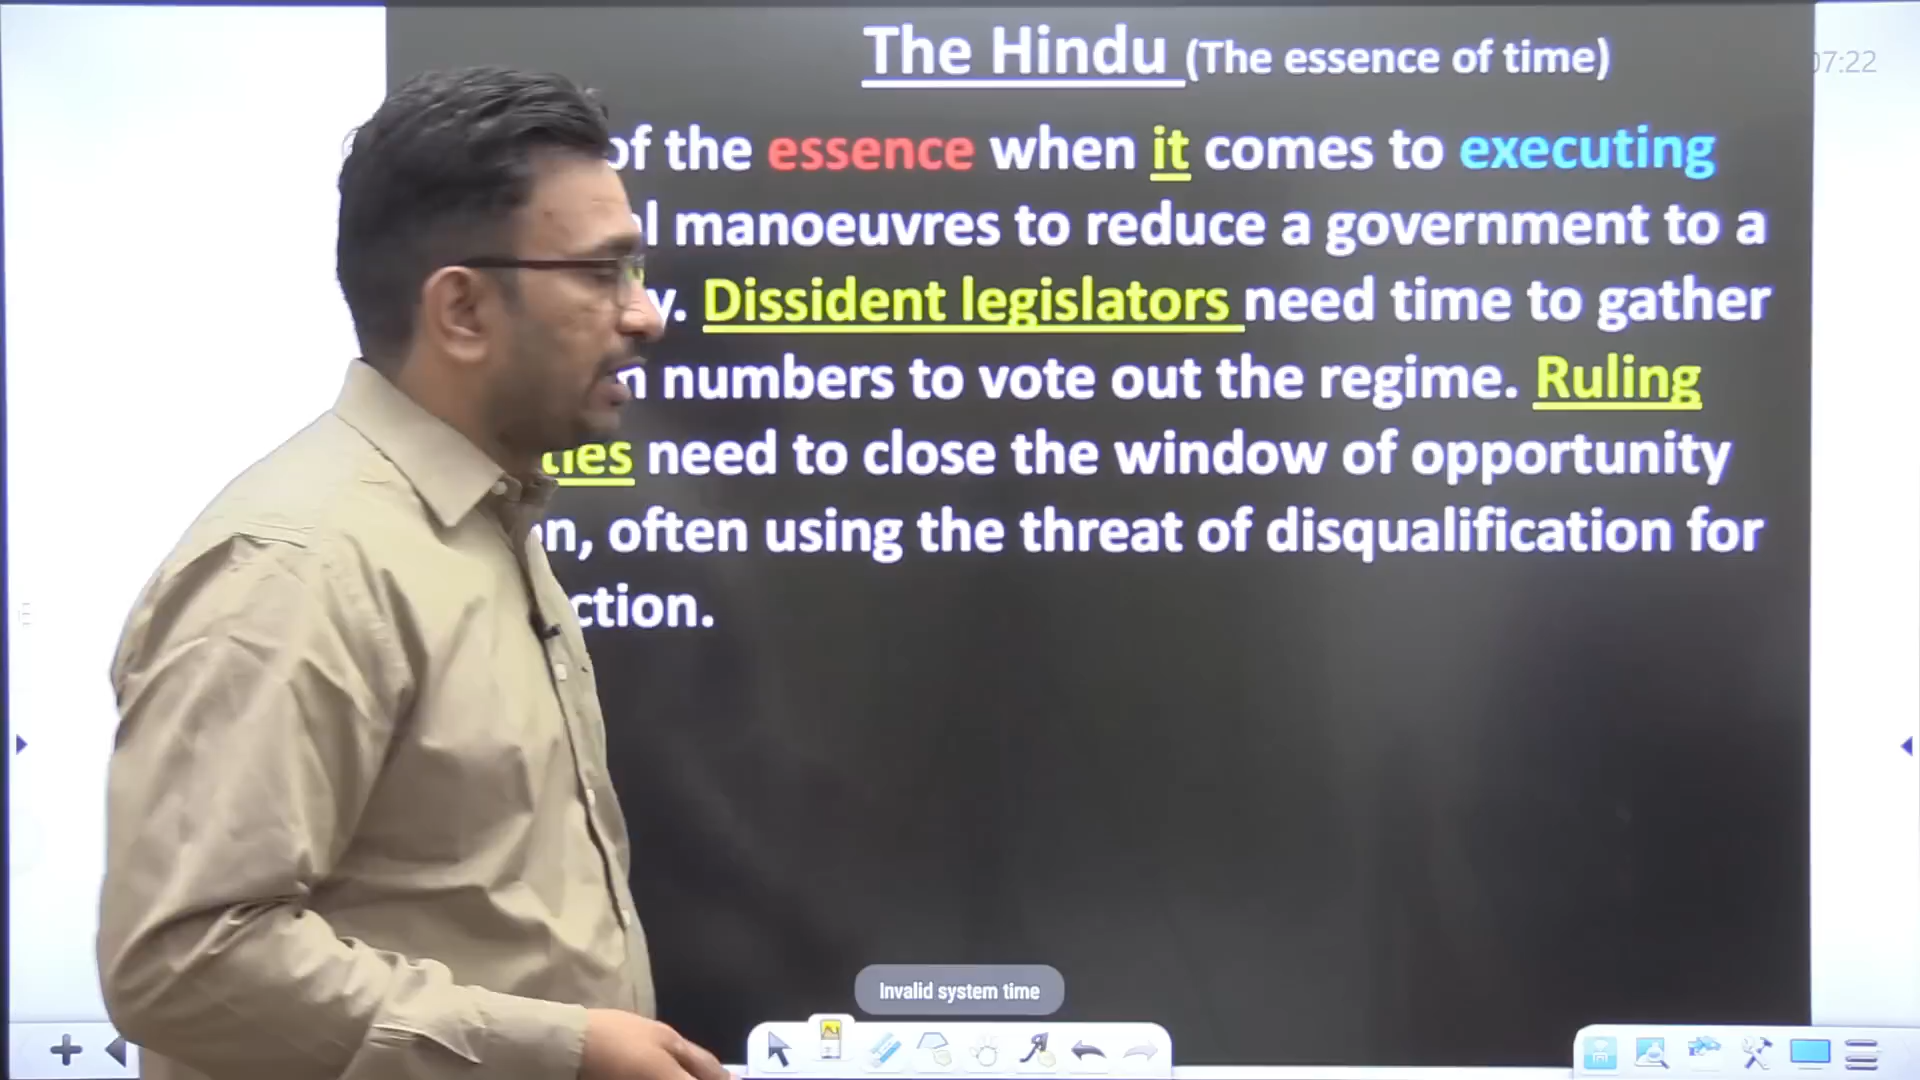 The Hindu (The essence of time)
07:22
of the essence when it comes to executing
manoeuvres to reduce a government to a
Dissident legislators need time to gather
numbers to vote out the regime. Ruling
need to close the window of opportunity
often using the threat of disqualification for
Invalid system time